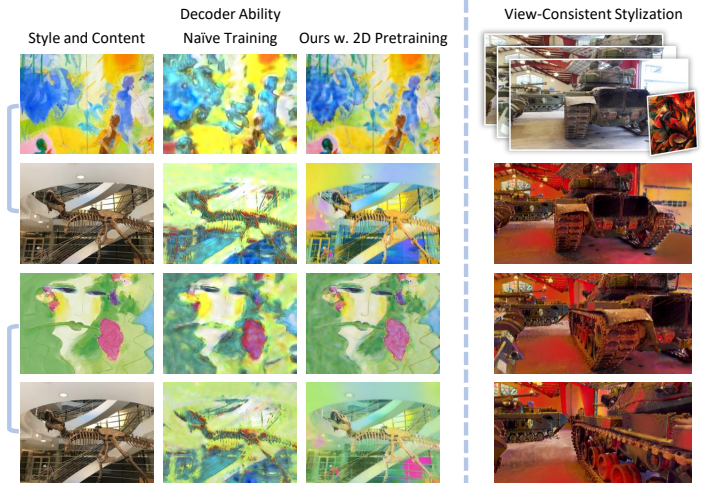 Decoder Ability
Style and Content
Naïve Training
Ours w. 2D Pretraining
View-Consistent Stylization